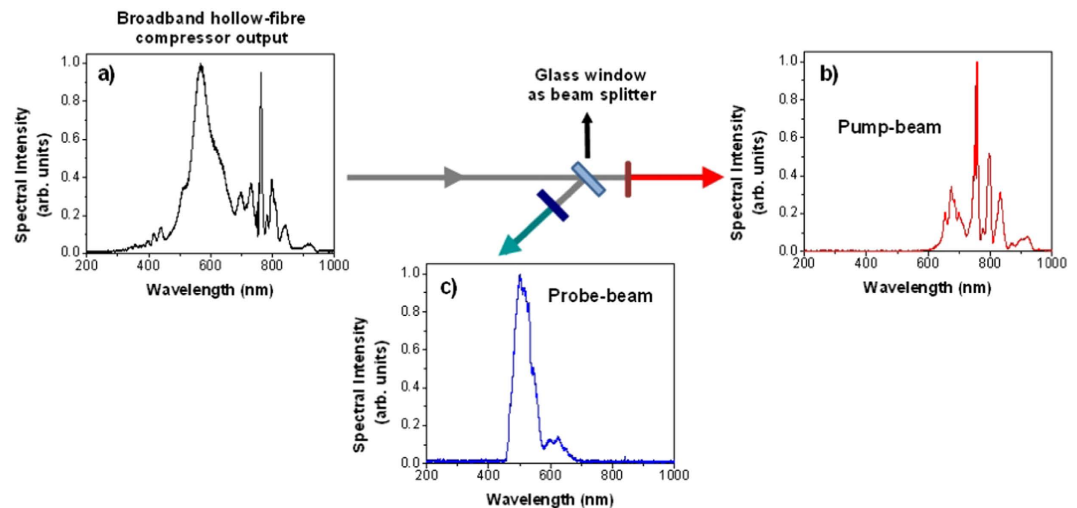 Broadband hollow-fibre
compressor output
a)
Spectral Intensity
(arb. units)
1.0
0.8
0.6
0.4
0.2
0.0
200 400 600 800 1000
Wavelength (nm)
Glass window
as beam splitter
b)
Pump-beam
Spectral Intensity
(arb. units)
1.0
0.8
0.6
0.4
0.2
0.0
200 400 600 800 1000
Wavelength (nm)
c)
Probe-beam
Spectral Intensity
(arb. units)
1.0
0.8
0.6
0.4
0.2
0.0
200 400 600 800 1000
Wavelength (nm)